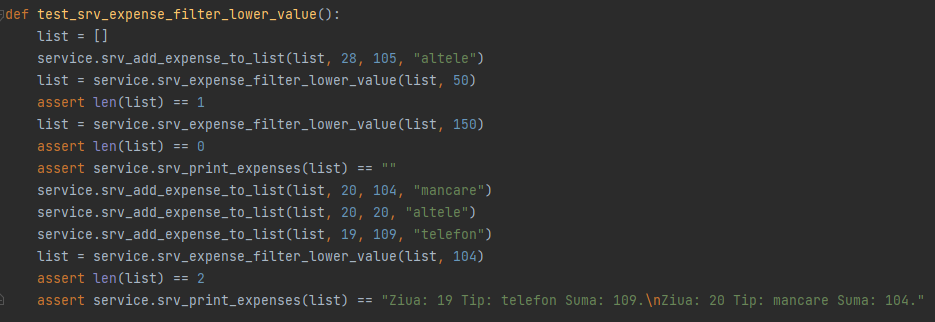 def test_srv_expense_filter_lower_value():
    list = []
    service.srv_add_expense_to_list(list, 28, 105, "altele")
    list = service.srv_expense_filter_lower_value(list, 50)
    assert len(list) == 1
    list = service.srv_expense_filter_lower_value(list, 150)
    assert len(list) == 0
    assert service.srv_print_expenses(list) == ""
    service.srv_add_expense_to_list(list, 20, 104, "mancare")
    service.srv_add_expense_to_list(list, 20, 20, "altele")
    service.srv_add_expense_to_list(list, 19, 109, "telefon")
    list = service.srv_expense_filter_lower_value(list, 104)
    assert len(list) == 2
    assert service.srv_print_expenses(list) == "Ziua: 19 Tip: telefon Suma: 109.\nZiua: 20 Tip: mancare Suma: 104."